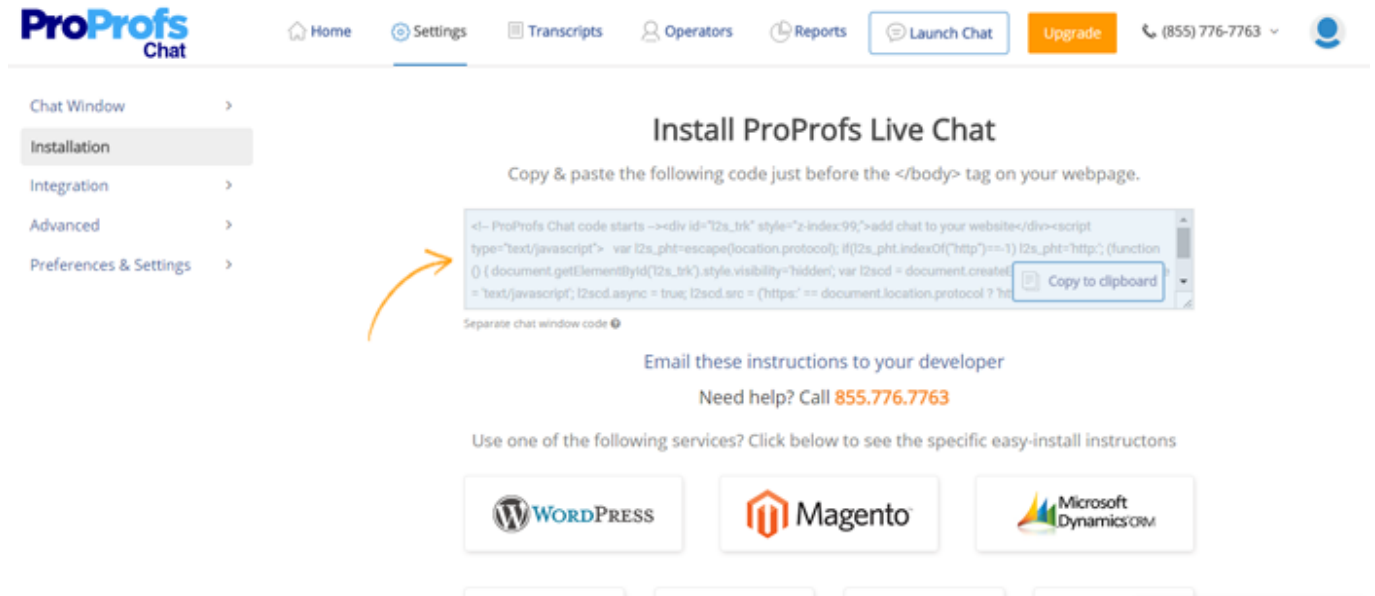 ProProfs
Chat
Home
Settings
Transcripts
Operators
Reports
Launch Chat
Upgrade
(855) 776-7763
Chat Window
Installation
Integration
Advanced
Preferences & Settings
Install ProProfs Live Chat
Copy & paste the following code just before the </body> tag on your webpage.
<!-- ProProfs Chat code starts --><div id="l2s_trk" style="z-index:99;">add chat to your website</div><script
type="text/javascript"> var l2s_pht=escape(location.protocol); if(l2s_pht.indexOf("http")==-1) l2s_pht='http:'; (function
() { document.getElementById('l2s_trk').style.visibility='hidden'; var l2scd = document.
= 'text/javascript'; l2scd.async = true; l2scd.src = ('https:' == document.location.protocol ?
Copy to clipboard
Separate chat window code
Email these instructions to your developer
Need help? Call 855.776.7763
Use one of the following services? Click below to see the specific easy-install instructons
WORDPRESS
Magento
Microsoft
Dynamics CRM